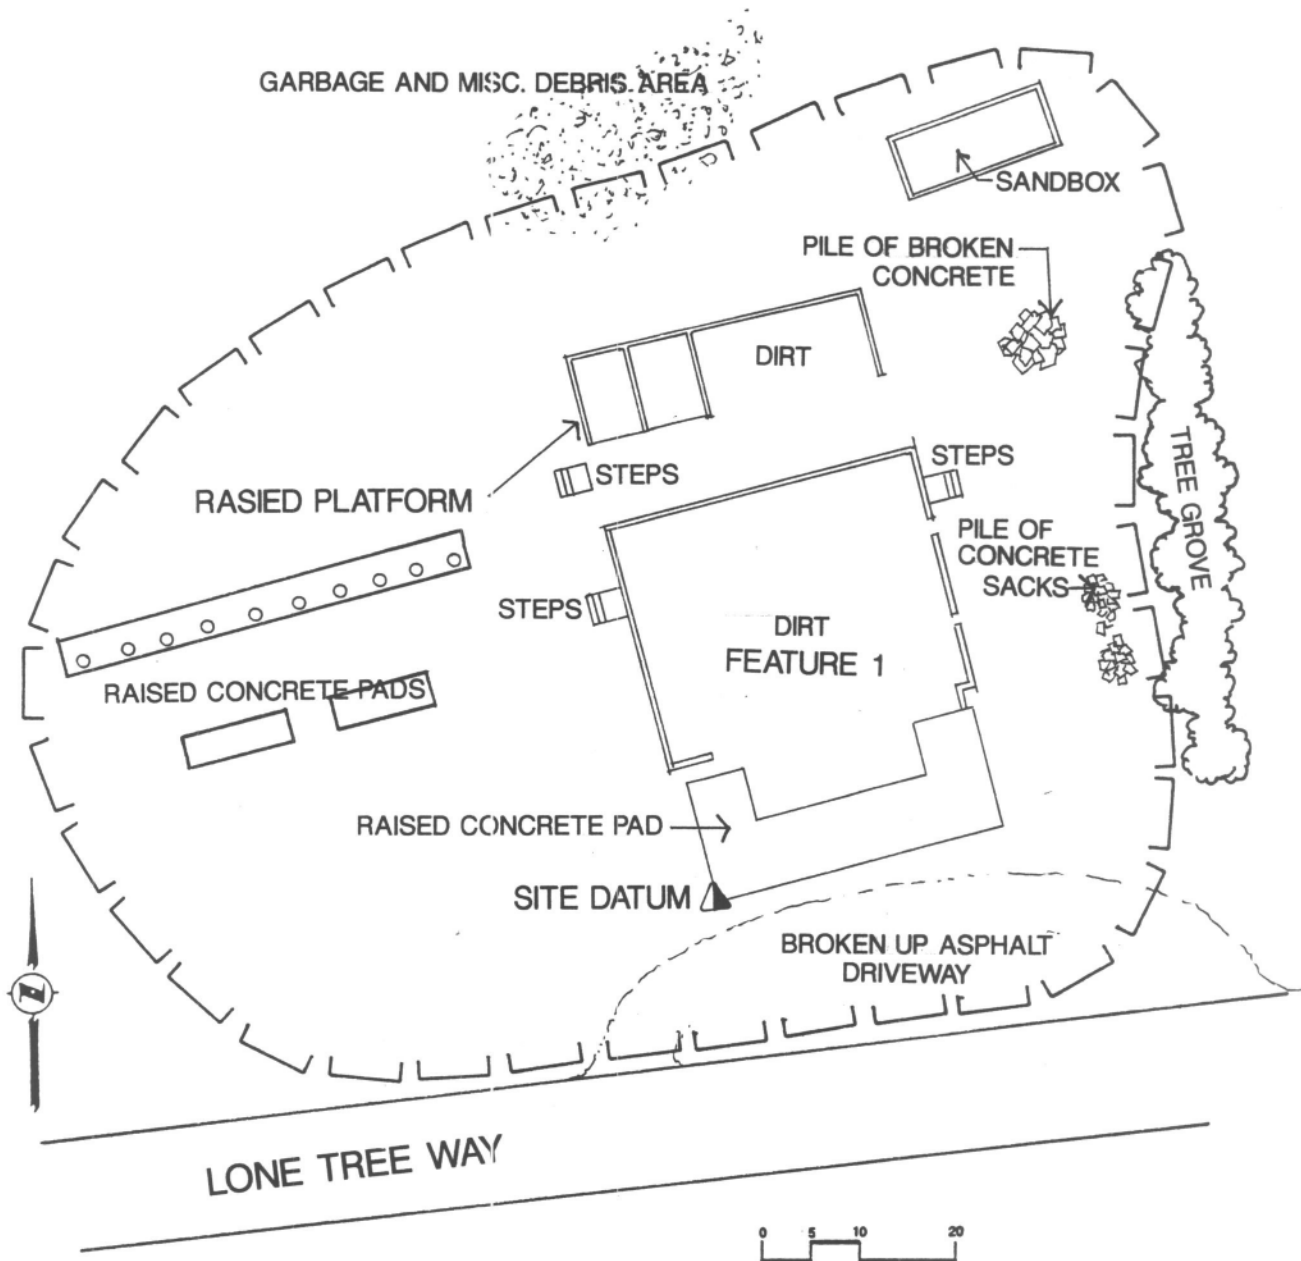 GARBAGE AND MISC. DEBRIS AREA
SANDBOX
PILE OF BROKEN
CONCRETE
DIRT
STEPS
STEPS
RASIED PLATFORM
TREE GROVE
PILE OF
CONCRETE
SACKS
STEPS
DIRT
FEATURE 1
RAISED CONCRETE PADS
RAISED CONCRETE PAD
SITE DATUM
BROKEN UP ASPHALT
DRIVEWAY
N
LONE TREE WAY
0 5 10 20